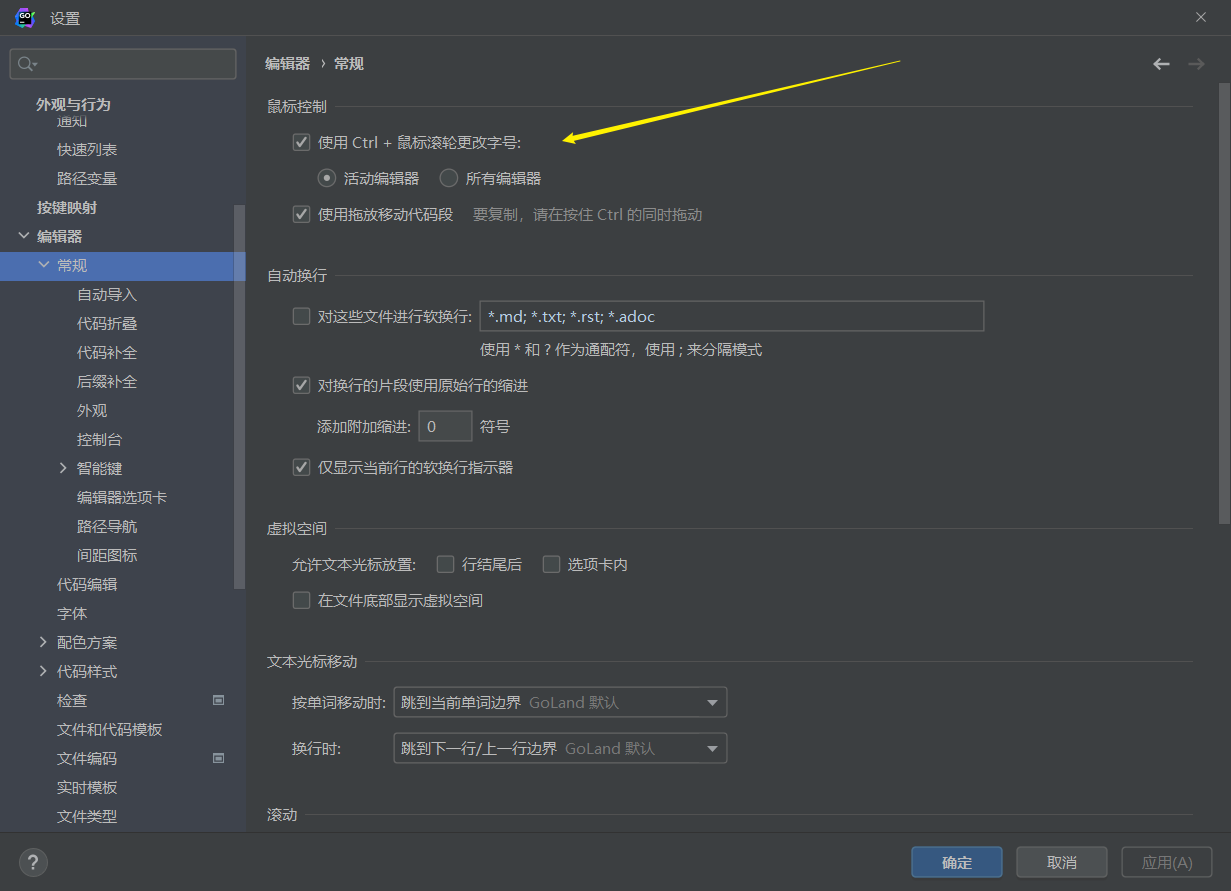 GO
设置
外观与行为
通知
快速列表
路径变量
按键映射
编辑器
常规
自动导入
代码折叠
代码补全
后缀补全
外观
控制台
智能键
编辑器选项卡
路径导航
间距图标
代码编辑
字体
配色方案
代码样式
检查
文件和代码模板
文件编码
实时模板
文件类型
编辑器 › 常规
鼠标控制
使用 Ctrl + 鼠标滚轮更改字号:
活动编辑器 所有编辑器
使用拖放移动代码段 要复制，请在按住 Ctrl 的同时拖动
自动换行
对这些文件进行软换行: *.md; *.txt; *.rst; *.adoc
使用 * 和 ? 作为通配符，使用 ; 来分隔模式
对换行的片段使用原始行的缩进
添加附加缩进: 0 符号
仅显示当前行的软换行指示器
虚拟空间
允许文本光标放置: 行结尾后 选项卡内
在文件底部显示虚拟空间
文本光标移动
按单词移动时: 跳到当前单词边界 GoLand 默认
换行时: 跳到下一行/上一行边界 GoLand 默认
滚动
?
确定 取消 应用(A)